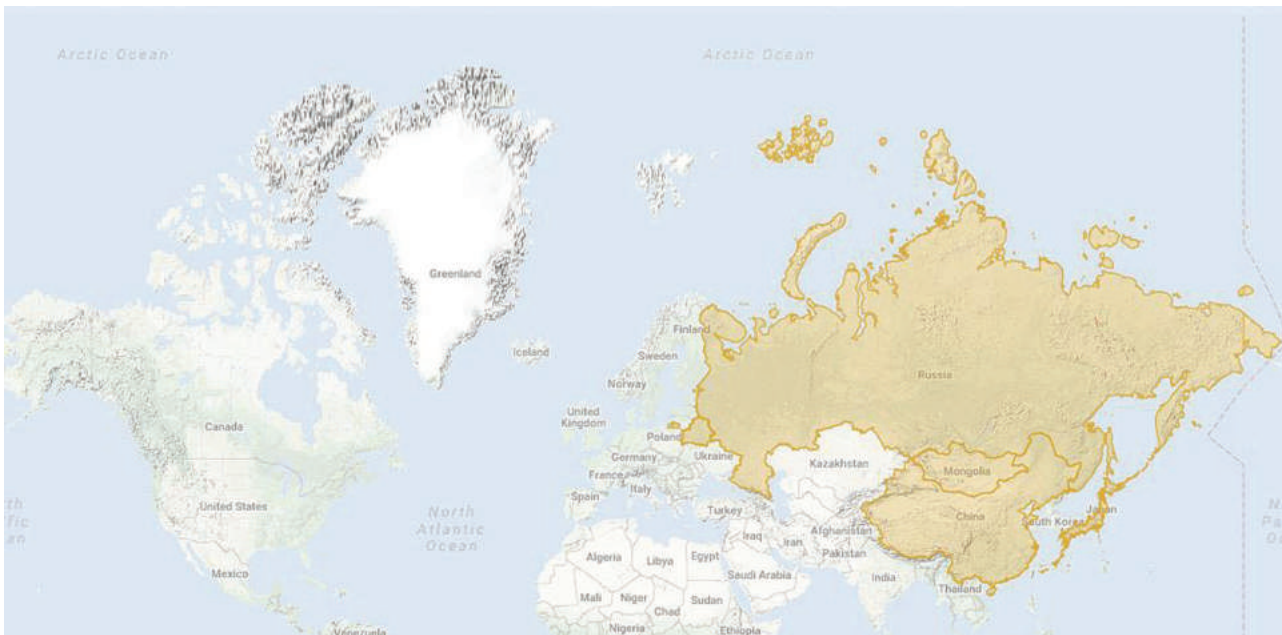 Arctic Ocean
Arctic Ocean
Greenland
Iceland
Finland
Sweden
Norway
Russia
United
Kingdom
Poland
Canada
Germany
Ukraine
Kazakhstan
Mongolia
France
Italy
Spain
Turkey
United States
North
Atlantic
Ocean
China
South Korea
Japan
Iraq
Iran
Afghanistan
Pakistan
Algeria
Libya
Egypt
Saudi Arabia
India
Mexico
Thailand
Mali
Niger
Chad
Sudan
Nigeria
Ethiopia
Venezuela